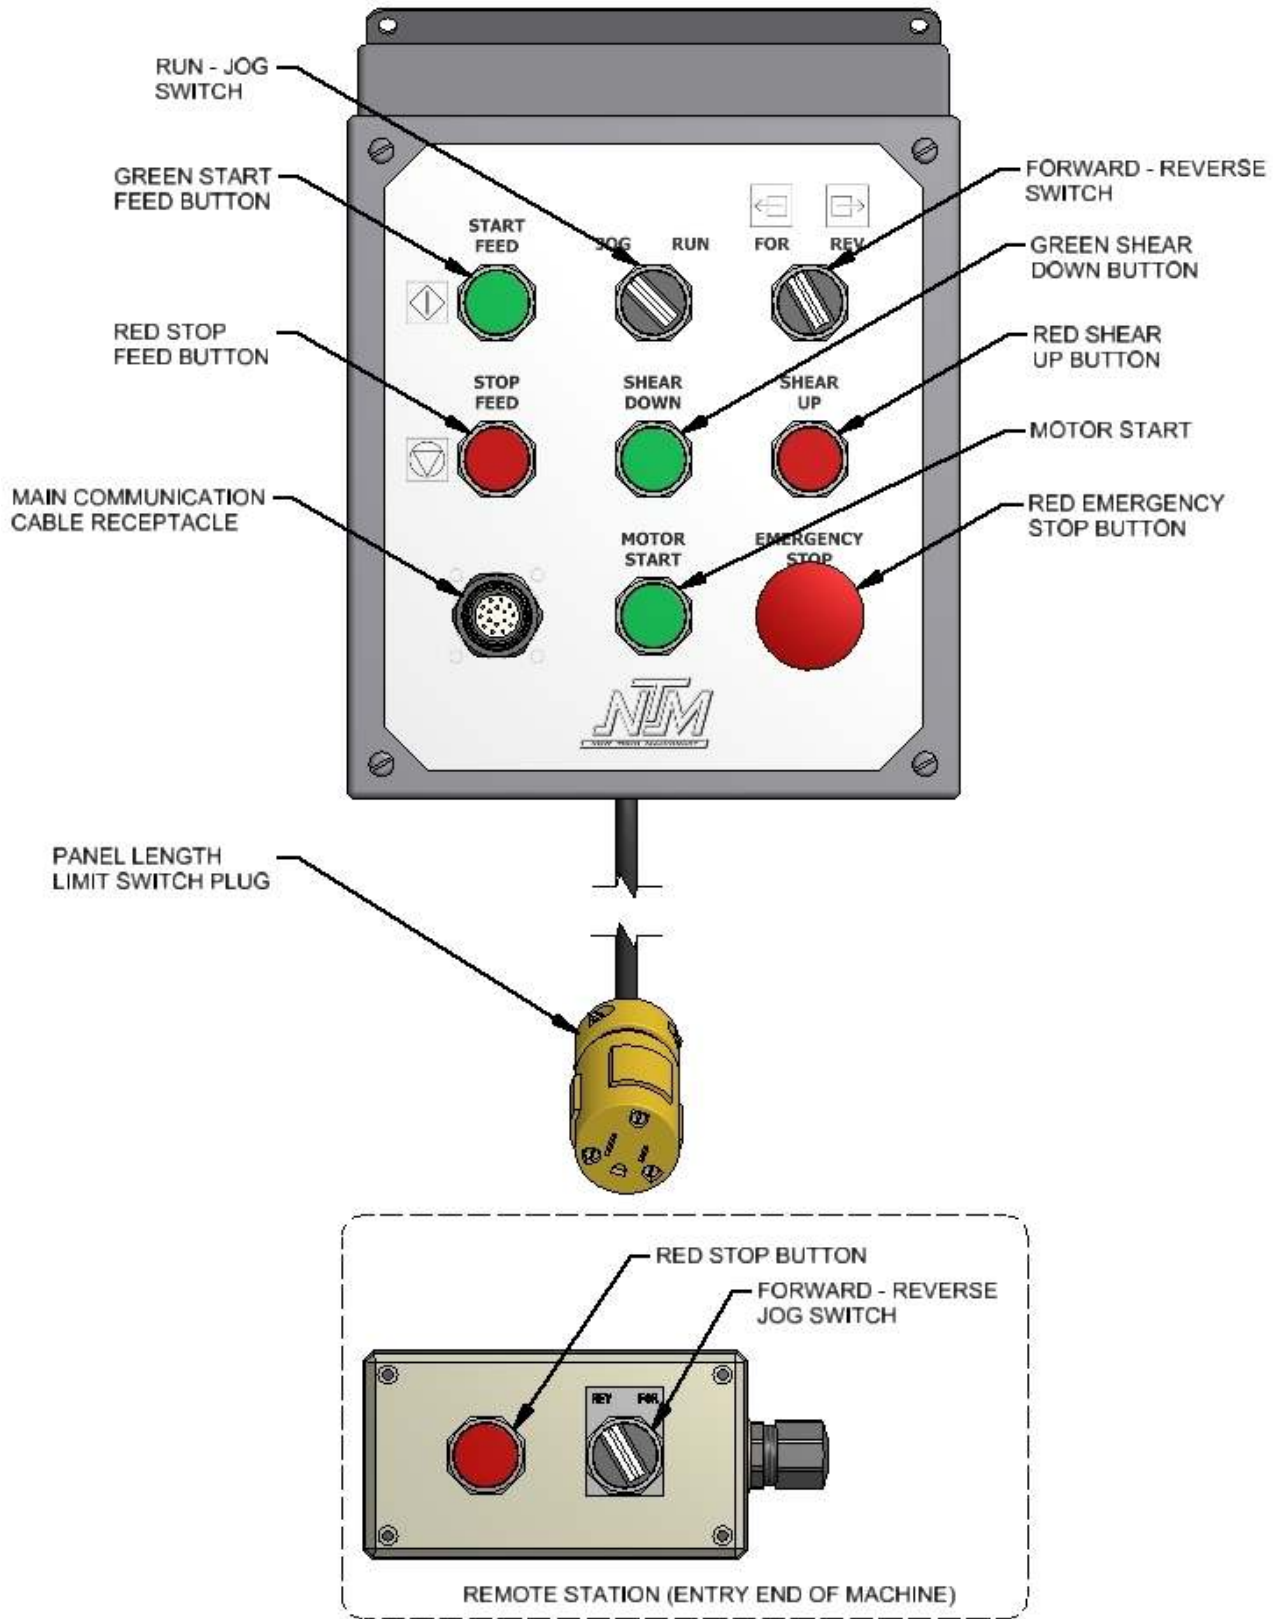 RUN - JOG
SWITCH
GREEN START
FEED BUTTON
RED STOP
FEED BUTTON
MAIN COMMUNICATION
CABLE RECEPTACLE
FORWARD - REVERSE
SWITCH
GREEN SHEAR
DOWN BUTTON
RED SHEAR
UP BUTTON
MOTOR START
RED EMERGENCY
STOP BUTTON
START
FEED
JOG RUN
FOR REV
STOP
FEED
SHEAR
DOWN
SHEAR
UP
MOTOR
START
EMERGENCY
STOP
NTM
PANEL LENGTH
LIMIT SWITCH PLUG
RED STOP BUTTON
FORWARD - REVERSE
JOG SWITCH
REV FOR
REMOTE STATION (ENTRY END OF MACHINE)